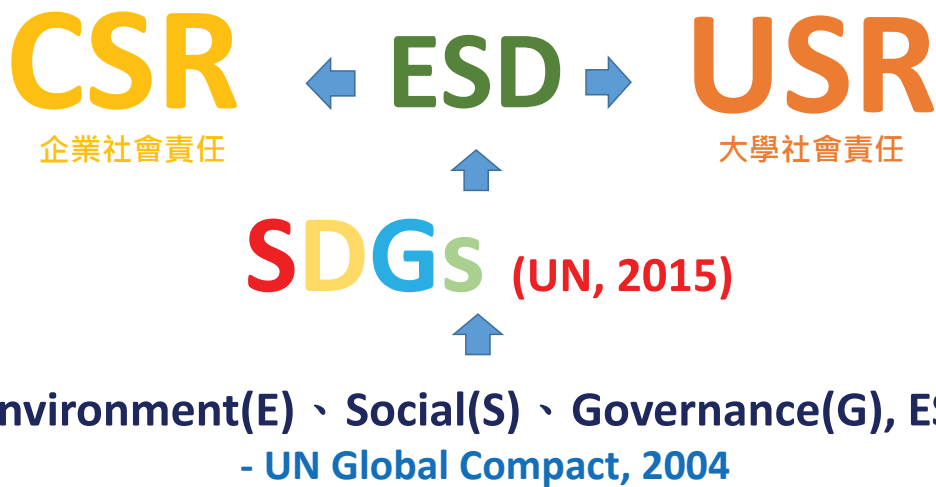 CSR ESD USR
企業社會責任 大學社會責任
SDGs (UN, 2015)
nvironment(E)、Social(S)、Governance(G), ES
- UN Global Compact, 2004